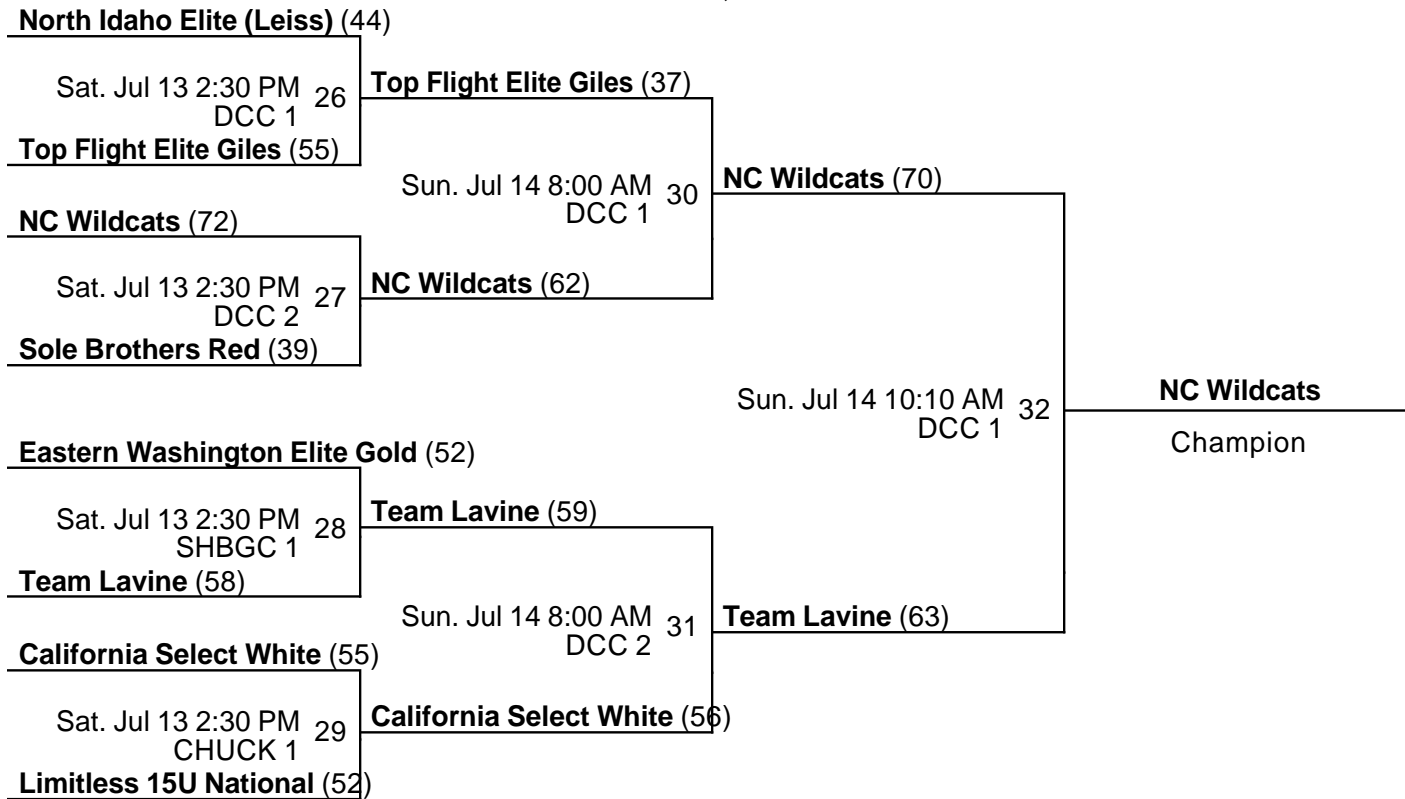 North Idaho Elite (Leiss) (44)
Sat. Jul 13 2:30 PM 26
DCC 1
Top Flight Elite Giles (55)
Top Flight Elite Giles (37)
NC Wildcats (72)
Sat. Jul 13 2:30 PM 27
DCC 2
Sole Brothers Red (39)
NC Wildcats (62)
Sun. Jul 14 8:00 AM 30
DCC 1
NC Wildcats (70)
Eastern Washington Elite Gold (52)
Sat. Jul 13 2:30 PM 28
SHBGC 1
Team Lavine (58)
Team Lavine (59)
California Select White (55)
Sat. Jul 13 2:30 PM 29
CHUCK 1
Limitless 15U National (52)
California Select White (56)
Sun. Jul 14 8:00 AM 31
DCC 2
Team Lavine (63)
Sun. Jul 14 10:10 AM 32
DCC 1
NC Wildcats
Champion